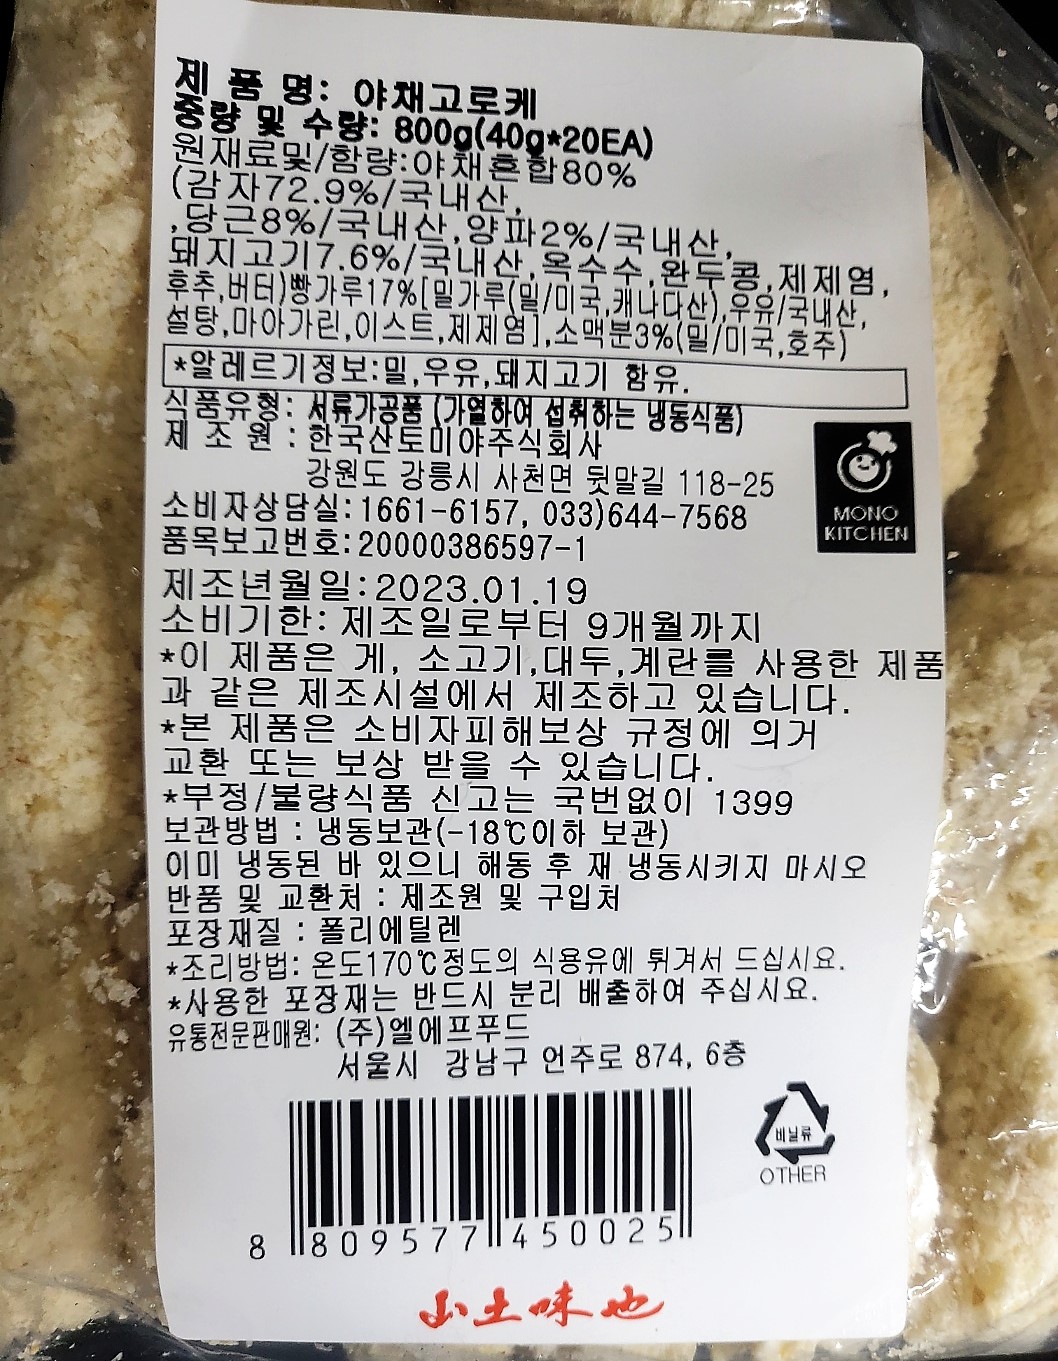 제 품 명: 야채고로케
중량 및 수량: 800g(40g*20EA)
원재료및/함량:야채혼합80%
(감자72.9%/국내산,
,당근8%/국내산,양파2%/국내산,
돼지고기7.6%/국내산,옥수수,완두콩,제제염,
후추,버터)빵가루17%[밀가루(밀/미국,캐나다산),우유/국내산,
설탕,마아가린,이스트,제제염],소맥분3%(밀/미국,호주)
*알레르기정보:밀,우유,돼지고기 함유.
식품유형: 서류가공품 (가열하여 섭취하는 냉동식품)
제 조 원 : 한국산토미야주식회사
강원도 강릉시 사천면 뒷말길 118-25
소비자상담실:1661-6157, 033)644-7568
품목보고번호:20000386597-1
MONO
KITCHEN
제조년월일:2023.01.19
소비기한: 제조일로부터 9개월까지
*이 제품은 게, 소고기,대두,계란를 사용한 제품
과 같은 제조시설에서 제조하고 있습니다.
*본 제품은 소비자피해보상 규정에 의거
교환 또는 보상 받을 수 있습니다.
*부정/불량식품 신고는 국번없이 1399
보관방법 : 냉동보관(-18℃이하 보관)
이미 냉동된 바 있으니 해동 후 재 냉동시키지 마시오
반품 및 교환처 : 제조원 및 구입처
포장재질 : 폴리에틸렌
*조리방법: 온도170℃정도의 식용유에 튀겨서 드십시요.
*사용한 포장재는 반드시 분리 배출하여 주십시요.
유통전문판매원: (주)엘에프푸드
서울시 강남구 언주로 874, 6층
비닐류
OTHER
8 809577 450025
山土味也